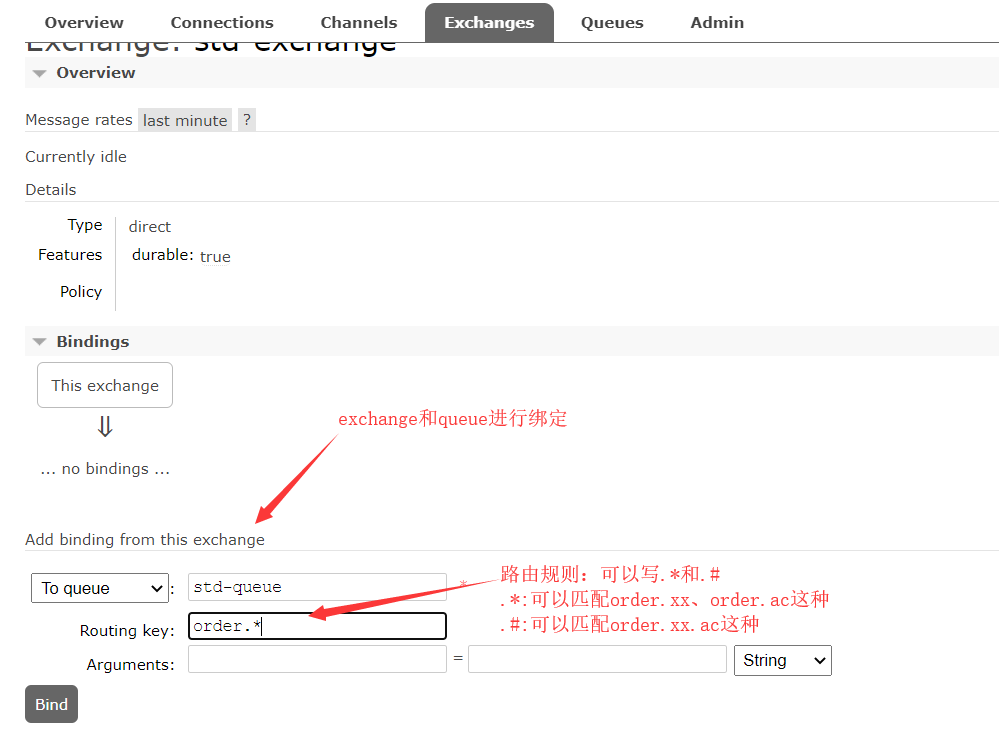 Overview Connections Channels Exchanges Queues Admin
Exchange: std-exchange
Overview
Message rates last minute ?
Currently idle
Details
Type direct
Features durable: true
Policy
Bindings
This exchange
⇓
... no bindings ...
exchange和queue进行绑定
Add binding from this exchange
To queue : std-queue *
Routing key: order.*
Arguments: = String
路由规则: 可以写.*和.#
.*:可以匹配order.xx、order.ac这种
.#:可以匹配order.xx.ac这种
Bind